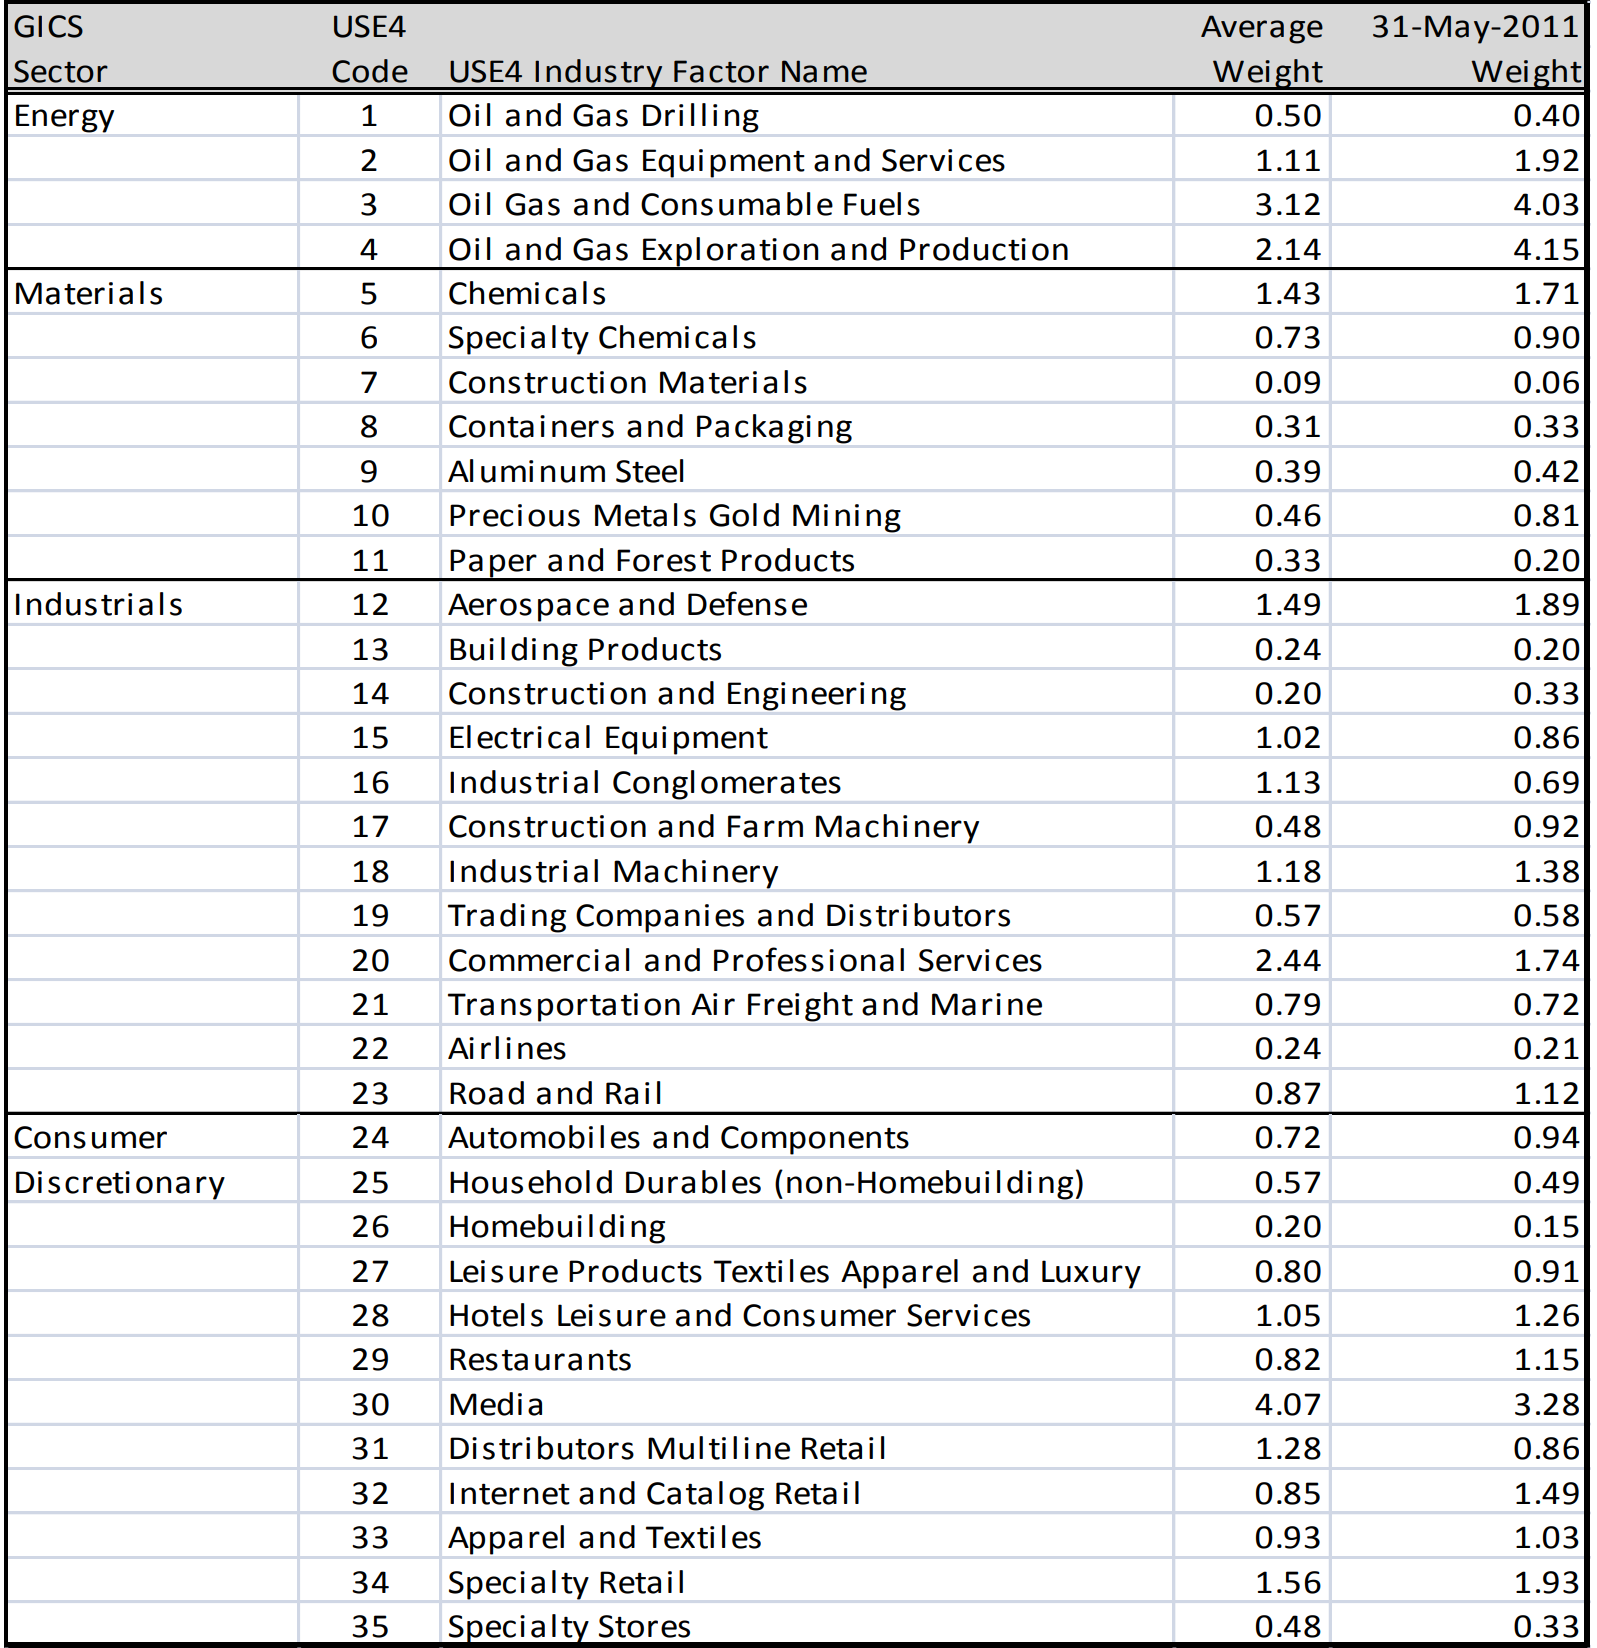 GICS USE4 Average 31-May-2011
Sector Code USE4 Industry Factor Name Weight Weight
Energy 1 Oil and Gas Drilling 0.50 0.40
2 Oil and Gas Equipment and Services 1.11 1.92
3 Oil Gas and Consumable Fuels 3.12 4.03
4 Oil and Gas Exploration and Production 2.14 4.15
Materials 5 Chemicals 1.43 1.71
6 Specialty Chemicals 0.73 0.90
7 Construction Materials 0.09 0.06
8 Containers and Packaging 0.31 0.33
9 Aluminum Steel 0.39 0.42
10 Precious Metals Gold Mining 0.46 0.81
11 Paper and Forest Products 0.33 0.20
Industrials 12 Aerospace and Defense 1.49 1.89
13 Building Products 0.24 0.20
14 Construction and Engineering 0.20 0.33
15 Electrical Equipment 1.02 0.86
16 Industrial Conglomerates 1.13 0.69
17 Construction and Farm Machinery 0.48 0.92
18 Industrial Machinery 1.18 1.38
19 Trading Companies and Distributors 0.57 0.58
20 Commercial and Professional Services 2.44 1.74
21 Transportation Air Freight and Marine 0.79 0.72
22 Airlines 0.24 0.21
23 Road and Rail 0.87 1.12
Consumer 24 Automobiles and Components 0.72 0.94
Discretionary 25 Household Durables (non-Homebuilding) 0.57 0.49
26 Homebuilding 0.20 0.15
27 Leisure Products Textiles Apparel and Luxury 0.80 0.91
28 Hotels Leisure and Consumer Services 1.05 1.26
29 Restaurants 0.82 1.15
30 Media 4.07 3.28
31 Distributors Multiline Retail 1.28 0.86
32 Internet and Catalog Retail 0.85 1.49
33 Apparel and Textiles 0.93 1.03
34 Specialty Retail 1.56 1.93
35 Specialty Stores 0.48 0.33